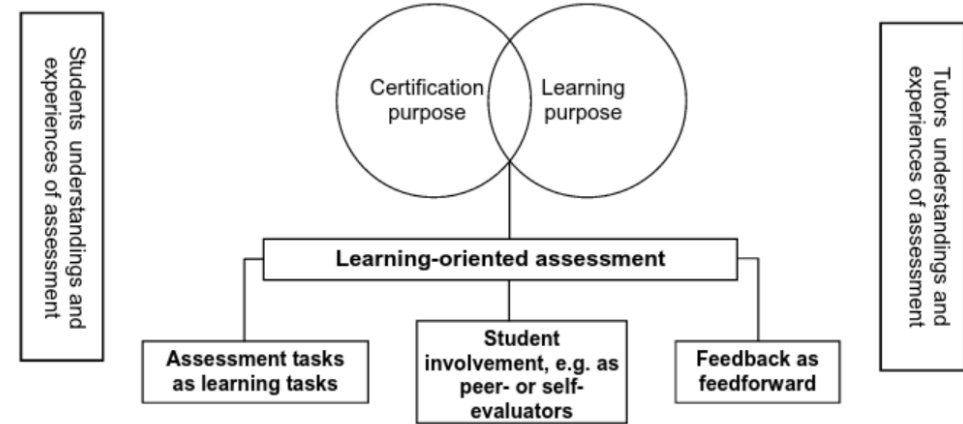 Students understandings and
experiences of assessment
Certification
purpose
Learning
purpose
Tutors understandings and
experiences of assessment
Learning-oriented assessment
Assessment tasks
as learning tasks
Student
involvement, e.g. as
peer- or self-
evaluators
Feedback as
feedforward